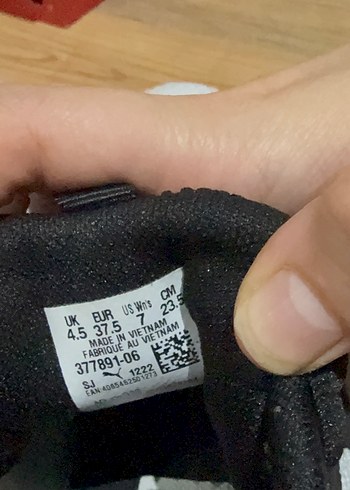 UK EUR US Wn's CM
4.5 37.5 7 23.5
MADE IN VIETNAM
FABRIQUÉ AU VIETNAM
377891-06
SJ 1222